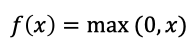 f(x) = max (0, x)